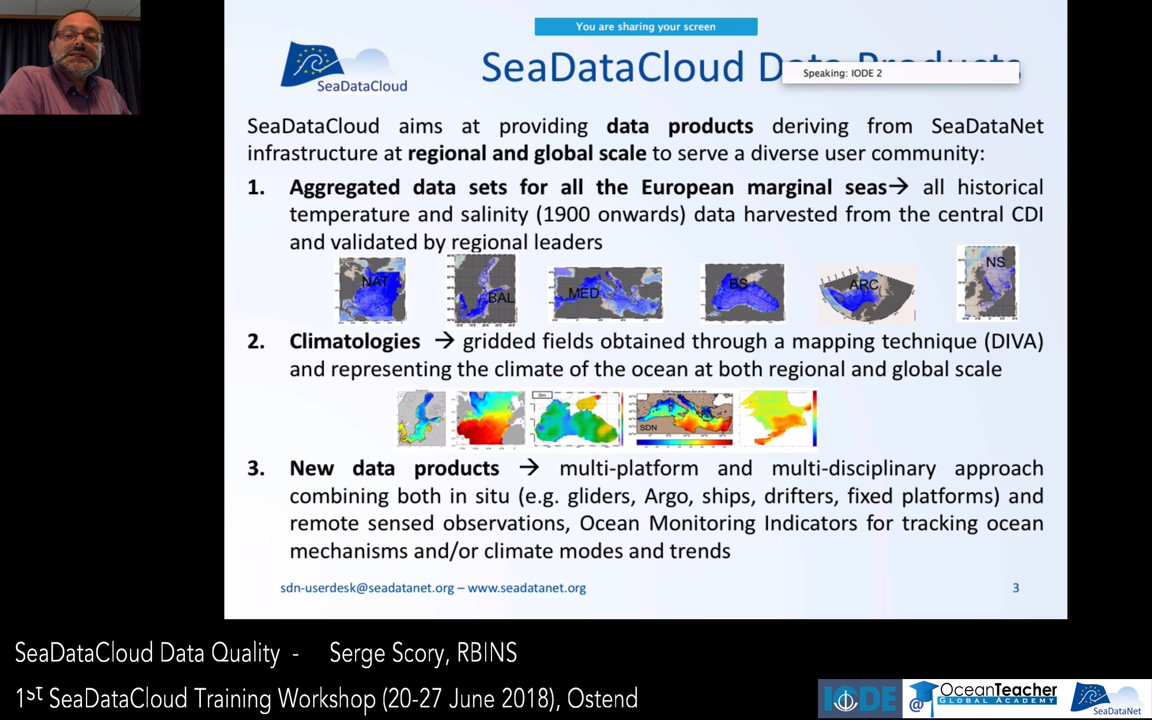 You are sharing your screen
SeaDataCloud
SeaDataCloud Data Products
Speaking: IODE 2
SeaDataCloud aims at providing data products deriving from SeaDataNet
infrastructure at regional and global scale to serve a diverse user community:
1. Aggregated data sets for all the European marginal seas→ all historical
temperature and salinity (1900 onwards) data harvested from the central CDI
and validated by regional leaders
NAT BAL MED BS ARC NS
2. Climatologies → gridded fields obtained through a mapping technique (DIVA)
and representing the climate of the ocean at both regional and global scale
SDN
3. New data products → multi-platform and multi-disciplinary approach
combining both in situ (e.g. gliders, Argo, ships, drifters, fixed platforms) and
remote sensed observations, Ocean Monitoring Indicators for tracking ocean
mechanisms and/or climate modes and trends
sdn-userdesk@seadatanet.org – www.seadatanet.org 3
SeaDataCloud Data Quality - Serge Scory, RBINS
1st SeaDataCloud Training Workshop (20-27 June 2018), Ostend
IODE
@ OceanTeacher
GLOBAL ACADEMY
SeaDataNet